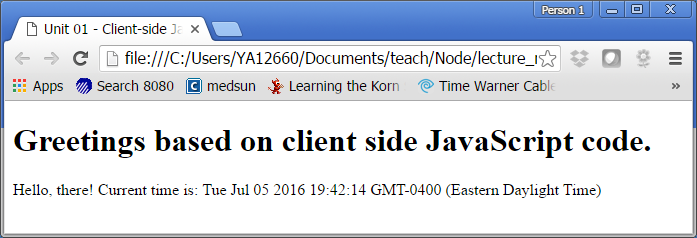 Person 1
Unit 01 - Client-side Ja
file:///C:/Users/YA12660/Documents/teach/Node/lecture_
Apps Search 8080 C medsun Learning the Korn Time Warner Cable »
Greetings based on client side JavaScript code.
Hello, there! Current time is: Tue Jul 05 2016 19:42:14 GMT-0400 (Eastern Daylight Time)